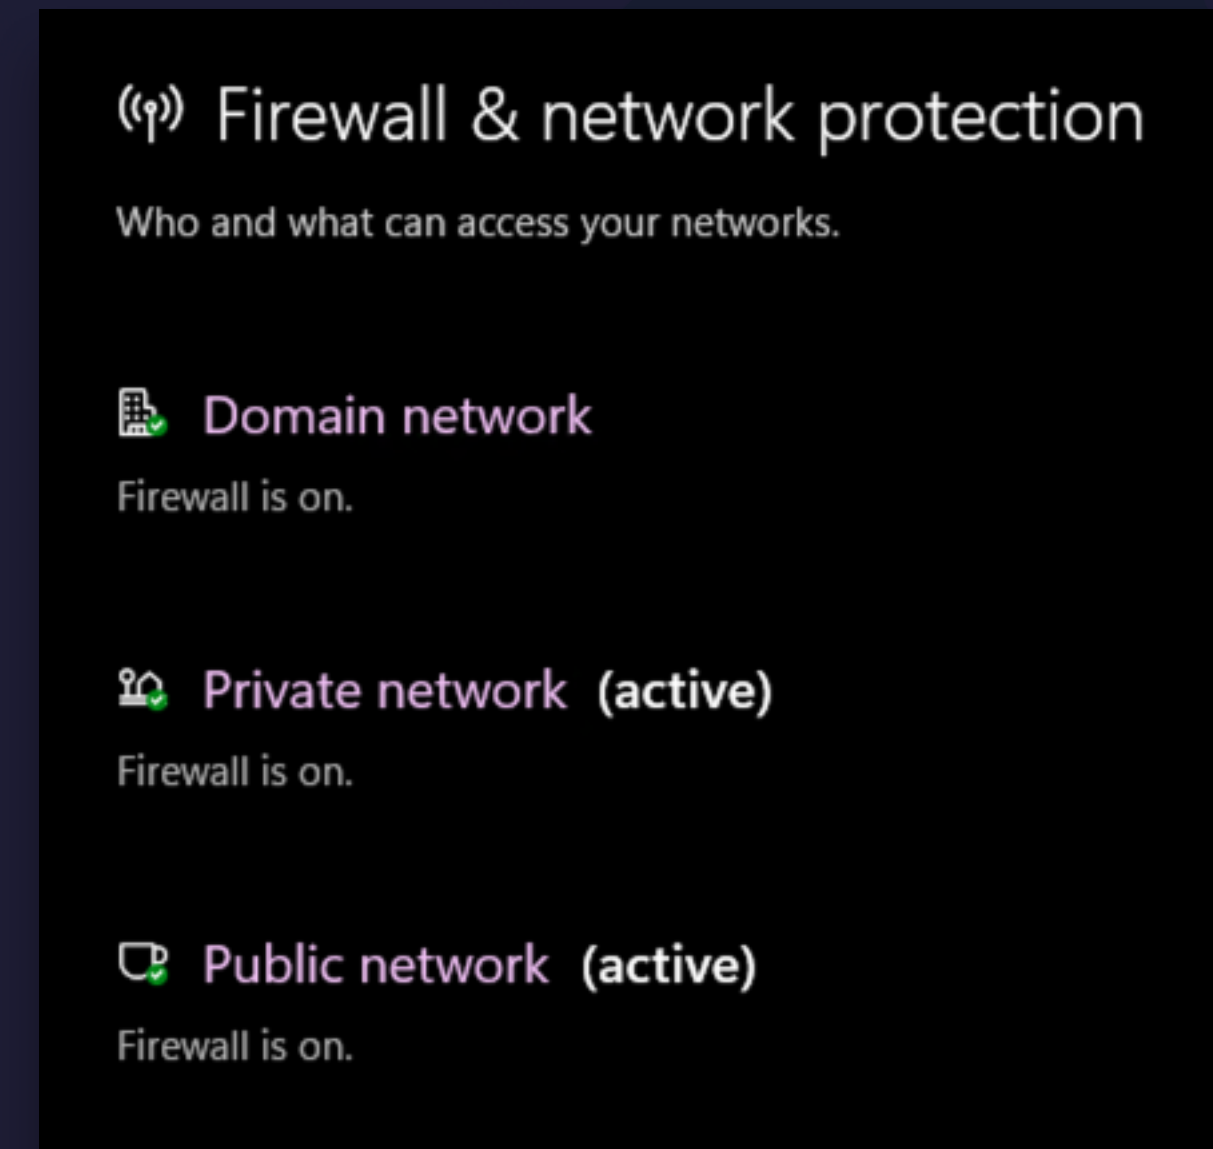 Firewall & network protection
Who and what can access your networks.
Domain network
Firewall is on.
Private network (active)
Firewall is on.
Public network (active)
Firewall is on.